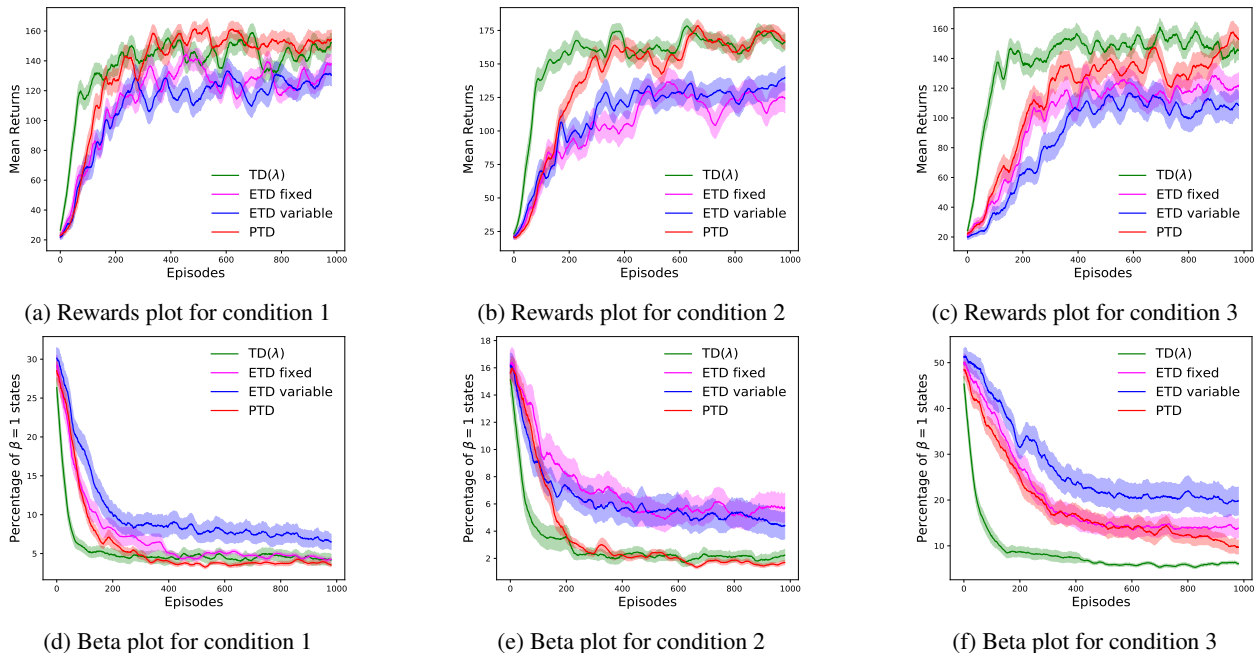 160
140
120
100
80
60
40
20
Mean Returns
0 200 400 600 800 1000
Episodes
TD(λ)
ETD fixed
ETD variable
PTD
(a) Rewards plot for condition 1
175
150
125
100
75
50
25
Mean Returns
0 200 400 600 800 1000
Episodes
TD(λ)
ETD fixed
ETD variable
PTD
(b) Rewards plot for condition 2
160
140
120
100
80
60
40
20
Mean Returns
0 200 400 600 800 1000
Episodes
TD(λ)
ETD fixed
ETD variable
PTD
(c) Rewards plot for condition 3
30
25
20
15
10
5
Percentage of β = 1 states
0 200 400 600 800 1000
Episodes
TD(λ)
ETD fixed
ETD variable
PTD
(d) Beta plot for condition 1
18
16
14
12
10
8
6
4
2
0
Percentage of β = 1 states
0 200 400 600 800 1000
Episodes
TD(λ)
ETD fixed
ETD variable
PTD
(e) Beta plot for condition 2
50
40
30
20
10
Percentage of β = 1 states
0 200 400 600 800 1000
Episodes
TD(λ)
ETD fixed
ETD variable
PTD
(f) Beta plot for condition 3